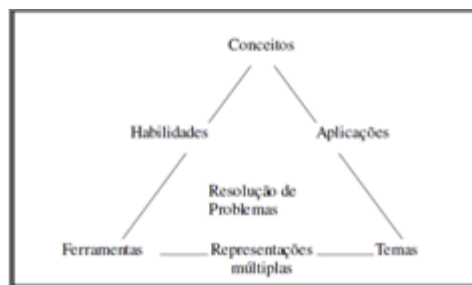 Conceitos
Habilidades
Aplicações
Resolução de
Problemas
Ferramentas
Representações
múltiplas
Temas